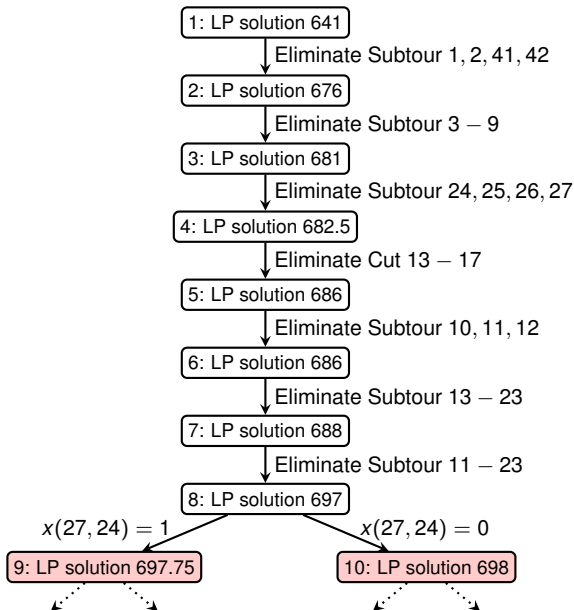 1: LP solution 641
Eliminate Subtour 1, 2, 41, 42
2: LP solution 676
Eliminate Subtour 3 − 9
3: LP solution 681
Eliminate Subtour 24, 25, 26, 27
4: LP solution 682.5
Eliminate Cut 13 − 17
5: LP solution 686
Eliminate Subtour 10, 11, 12
6: LP solution 686
Eliminate Subtour 13 − 23
7: LP solution 688
Eliminate Subtour 11 − 23
8: LP solution 697
x(27, 24) = 1
x(27, 24) = 0
9: LP solution 697.75
10: LP solution 698